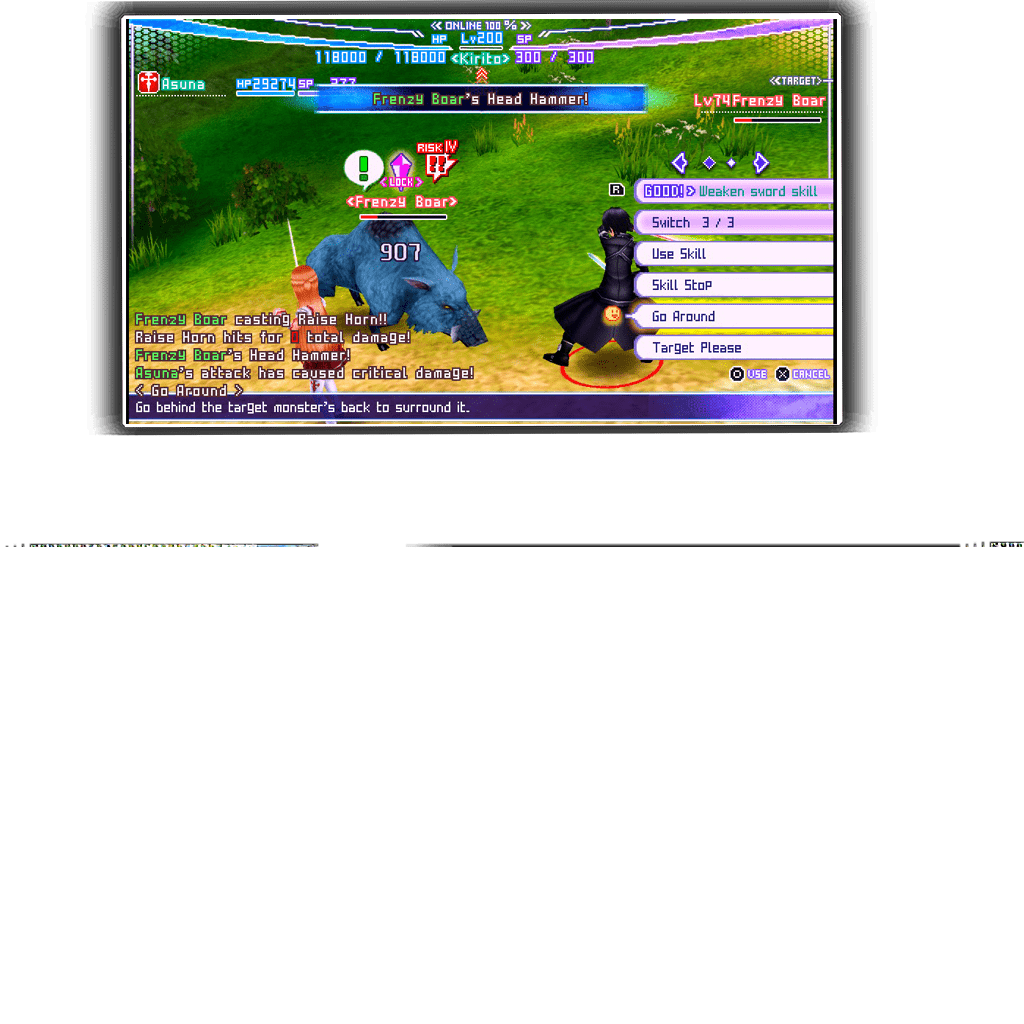 ≪ ONLINE 100 % ≫
HP Lv200 SP
118000 / 118000 <Kirito> 300 / 300
Asuna HP29274 SP 777
≪TARGET≫
Frenzy Boar's Head Hammer!
Lv74Frenzy Boar
RISK IV
!
!!
<LOCK>
<Frenzy Boar>
R GOOD!> Weaken sword skill
Switch 3 / 3
907
Use Skill
Skill Stop
Go Around
Target Please
Frenzy Boar casting Raise Horn!!
Raise Horn hits for 0 total damage!
Frenzy Boar's Head Hammer!
Asuna's attack has caused critical damage!
USE CANCEL
< Go Around >
Go behind the target monster's back to surround it.